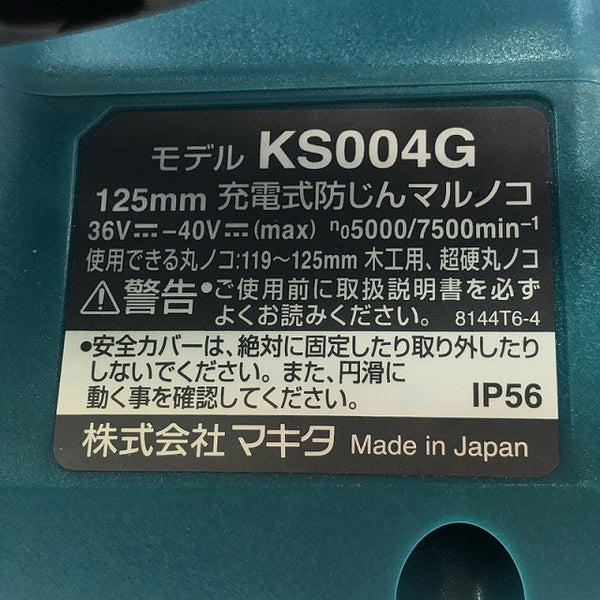 モデル KS004G
125mm 充電式防じんマルノコ
36V⎓-40V⎓(max) n₀5000/7500min⁻¹
使用できる丸ノコ:119～125mm 木工用、超硬丸ノコ
⚠警告 ●ご使用前に取扱説明書を必ず
よくお読みください。 8144T6-4
●安全カバーは、絶対に固定したり取り外したり
しないでください。また、円滑に
動く事を確認してください。 IP56
株式会社 マキタ Made in Japan